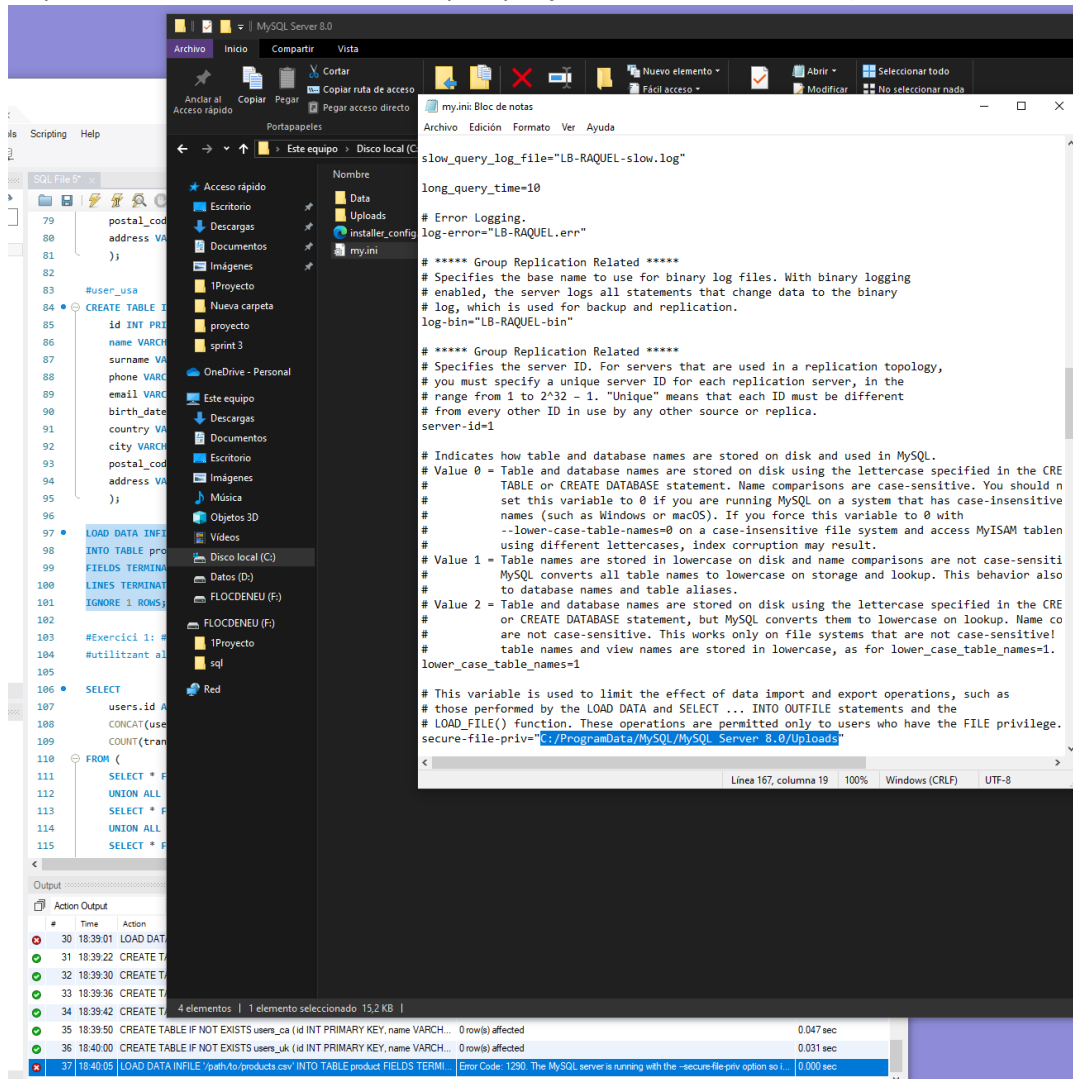 MySQL Server 8.0
Archivo Inicio Compartir Vista
Anclar al Acceso rápido
Copiar
Pegar
Cortar
Copiar ruta de acceso
Pegar acceso directo
Portapapeles
Nuevo elemento
Fácil acceso
Abrir
Modificar
Seleccionar todo
No seleccionar nada
Este equipo > Disco local (C:
Nombre
Data
Uploads
installer_config
my.ini
Acceso rápido
Escritorio
Descargas
Documentos
Imágenes
1Proyecto
Nueva carpeta
proyecto
sprint 3
OneDrive - Personal
Este equipo
Descargas
Documentos
Escritorio
Imágenes
Música
Objetos 3D
Vídeos
Disco local (C:)
Datos (D:)
FLOCDENEU (F:)
FLOCDENEU (F:)
1Proyecto
sql
Red
4 elementos | 1 elemento seleccionado 15,2 KB |
my.ini: Bloc de notas
Archivo Edición Formato Ver Ayuda
slow_query_log_file="LB-RAQUEL-slow.log"
long_query_time=10
# Error Logging.
log-error="LB-RAQUEL.err"
# ***** Group Replication Related *****
# Specifies the base name to use for binary log files. With binary logging
# enabled, the server logs all statements that change data to the binary
# log, which is used for backup and replication.
log-bin="LB-RAQUEL-bin"
# ***** Group Replication Related *****
# Specifies the server ID. For servers that are used in a replication topology,
# you must specify a unique server ID for each replication server, in the
# range from 1 to 2^32 − 1. "Unique" means that each ID must be different
# from every other ID in use by any other source or replica.
server-id=1
# Indicates how table and database names are stored on disk and used in MySQL.
# Value 0 = Table and database names are stored on disk using the lettercase specified in the CRE
# TABLE or CREATE DATABASE statement. Name comparisons are case-sensitive. You should n
# set this variable to 0 if you are running MySQL on a system that has case-insensitive
# names (such as Windows or macOS). If you force this variable to 0 with
# --lower-case-table-names=0 on a case-insensitive file system and access MyISAM tablen
# using different lettercases, index corruption may result.
# Value 1 = Table names are stored in lowercase on disk and name comparisons are not case-sensiti
# MySQL converts all table names to lowercase on storage and lookup. This behavior also
# to database names and table aliases.
# Value 2 = Table and database names are stored on disk using the lettercase specified in the CRE
# or CREATE DATABASE statement, but MySQL converts them to lowercase on lookup. Name co
# are not case-sensitive. This works only on file systems that are not case-sensitive!
# table names and view names are stored in lowercase, as for lower_case_table_names=1.
lower_case_table_names=1
# This variable is used to limit the effect of data import and export operations, such as
# those performed by the LOAD DATA and SELECT ... INTO OUTFILE statements and the
# LOAD_FILE() function. These operations are permitted only to users who have the FILE privilege.
secure-file-priv="C:/ProgramData/MySQL/MySQL Server 8.0/Uploads"
Línea 167, columna 19 100% Windows (CRLF) UTF-8
Scripting Help
SQL File 5*
79 postal_cod
80 address VA
81 );
82
83 #user_usa
84 CREATE TABLE I
85 id INT PRI
86 name VARCH
87 surname VA
88 phone VARC
89 email VARC
90 birth_date
91 country VA
92 city VARCH
93 postal_cod
94 address VA
95 );
96
97 LOAD DATA INFI
98 INTO TABLE pro
99 FIELDS TERMINA
100 LINES TERMINAT
101 IGNORE 1 ROWS;
102
103 #Exercici 1: #
104 #utilitzant al
105
106 SELECT
107 users.id A
108 CONCAT(use
109 COUNT(tran
110 FROM (
111 SELECT * F
112 UNION ALL
113 SELECT * F
114 UNION ALL
115 SELECT * F
Output
Action Output
# Time Action
30 18:39:01 LOAD DAT
31 18:39:22 CREATE T
32 18:39:30 CREATE T
33 18:39:36 CREATE T
34 18:39:42 CREATE T
35 18:39:50 CREATE TABLE IF NOT EXISTS users_ca ( id INT PRIMARY KEY, name VARCH... 0 row(s) affected 0.047 sec
36 18:40:00 CREATE TABLE IF NOT EXISTS users_uk ( id INT PRIMARY KEY, name VARCH... 0 row(s) affected 0.031 sec
37 18:40:05 LOAD DATA INFILE '/path/to/products.csv' INTO TABLE product FIELDS TERMI... Error Code: 1290. The MySQL server is running with the --secure-file-priv option so i... 0.000 sec